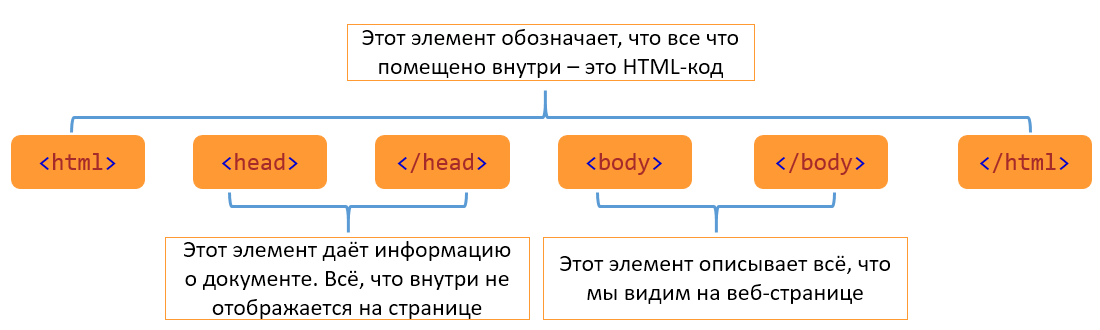 Этот элемент обозначает, что все что
помещено внутри – это HTML-код
<html> <head> </head> <body> </body> </html>
Этот элемент даёт информацию
о документе. Всё, что внутри не
отображается на странице
Этот элемент описывает всё, что
мы видим на веб-странице